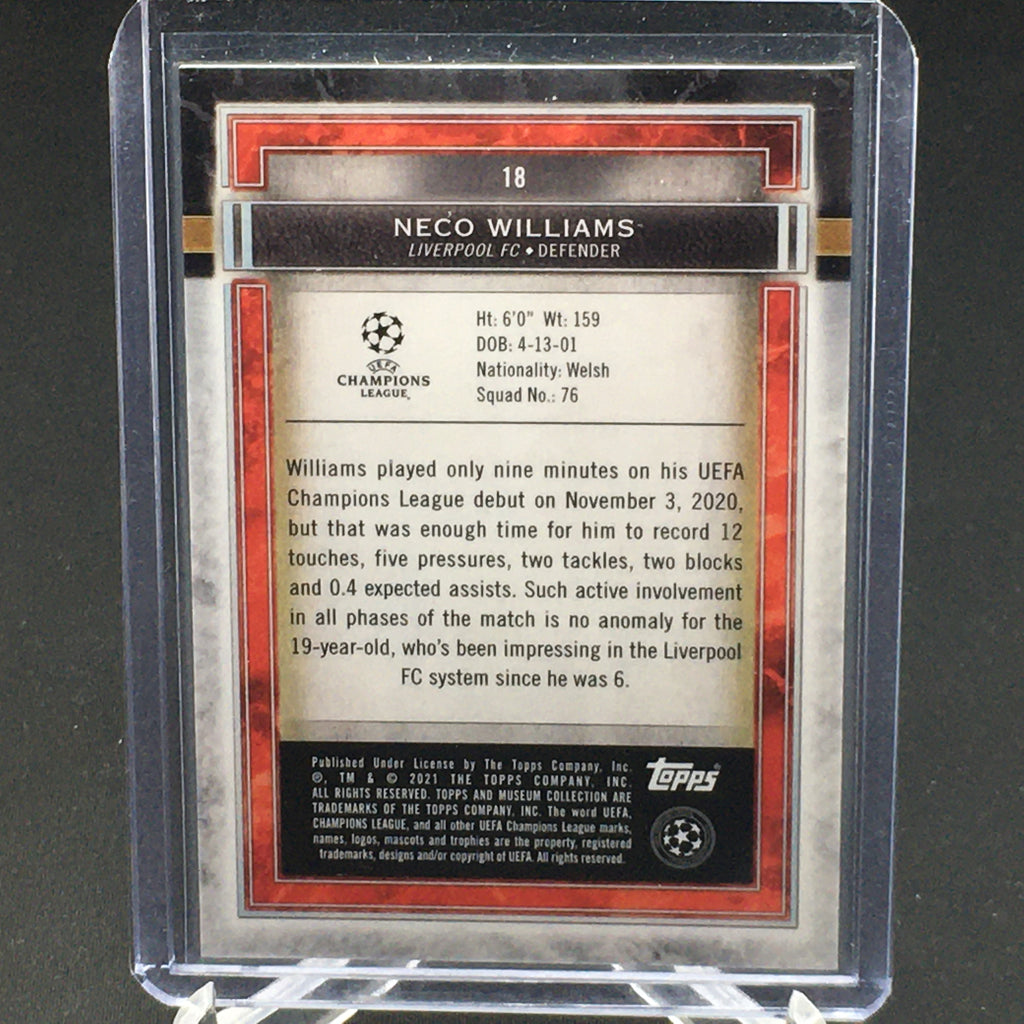 18
NECO WILLIAMS™
LIVERPOOL FC • DEFENDER
Ht: 6'0" Wt: 159
DOB: 4-13-01
Nationality: Welsh
Squad No.: 76
UEFA
CHAMPIONS
LEAGUE
Williams played only nine minutes on his UEFA
Champions League debut on November 3, 2020,
but that was enough time for him to record 12
touches, five pressures, two tackles, two blocks
and 0.4 expected assists. Such active involvement
in all phases of the match is no anomaly for the
19-year-old, who's been impressing in the Liverpool
FC system since he was 6.
Published Under License by The Topps Company, Inc.
®, TM & © 2021 THE TOPPS COMPANY, INC.
ALL RIGHTS RESERVED. TOPPS AND MUSEUM COLLECTION ARE
TRADEMARKS OF THE TOPPS COMPANY, INC. The word UEFA,
CHAMPIONS LEAGUE, and all other UEFA Champions League marks,
names, logos, mascots and trophies are the property, registered
trademarks, designs and/or copyright of UEFA. All rights reserved.
TOPPS®